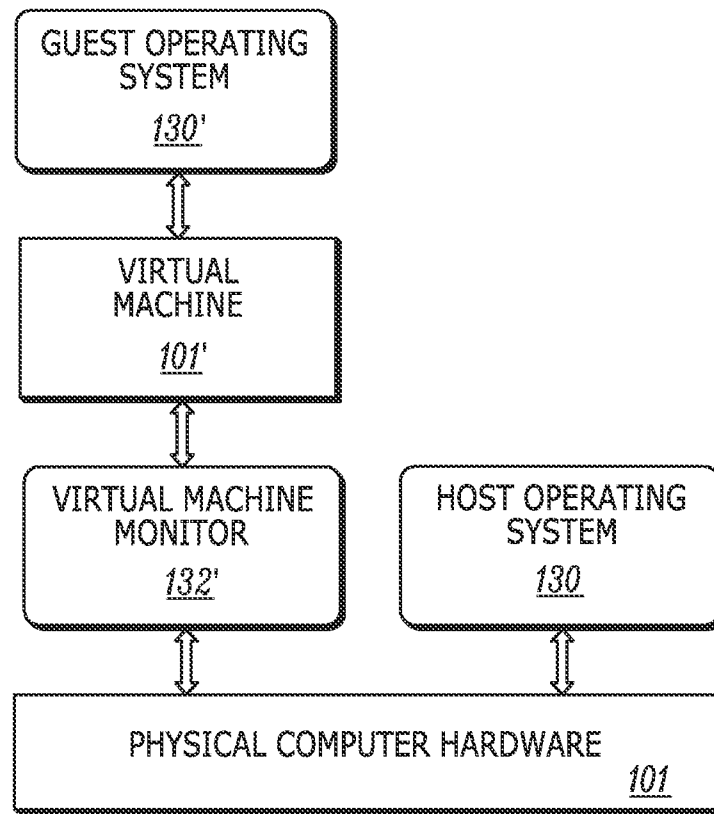 GUEST OPERATING
SYSTEM
130'
VIRTUAL
MACHINE
101'
VIRTUAL MACHINE
MONITOR
132'
HOST OPERATING
SYSTEM
130
PHYSICAL COMPUTER HARDWARE
101